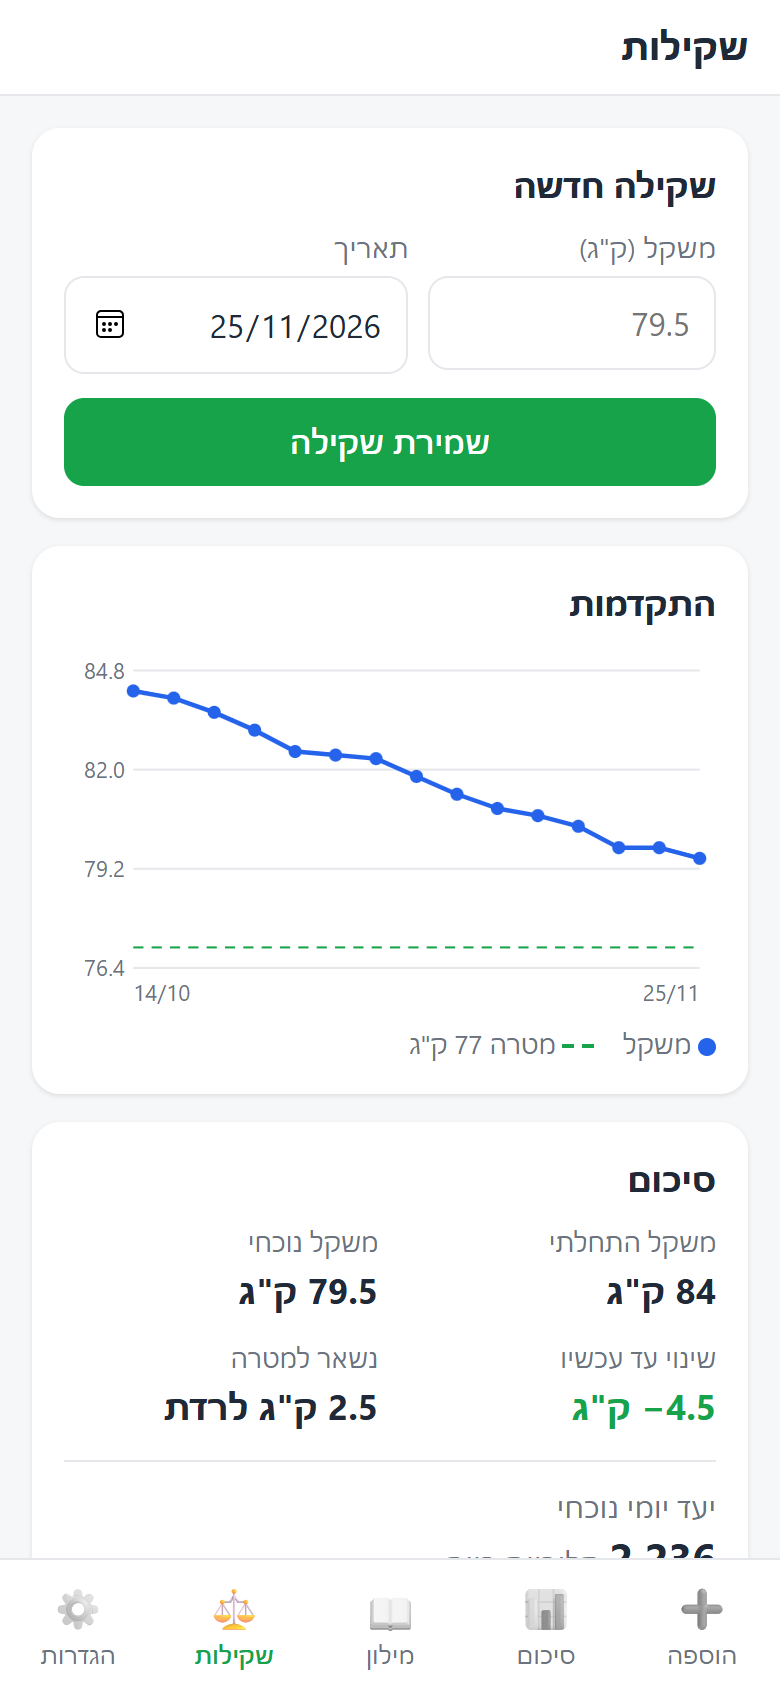 שקילות
שקילה חדשה
משקל (ק"ג) תאריך
79.5 25/11/2026
שמירת שקילה
התקדמות
84.8
82.0
79.2
76.4
14/10 25/11
משקל מטרה 77 ק"ג
סיכום
משקל התחלתי משקל נוכחי
84 ק"ג 79.5 ק"ג
שינוי עד עכשיו נשאר למטרה
−4.5 ק"ג 2.5 ק"ג לרדת
יעד יומי נוכחי
2,236
הוספה סיכום מילון שקילות הגדרות